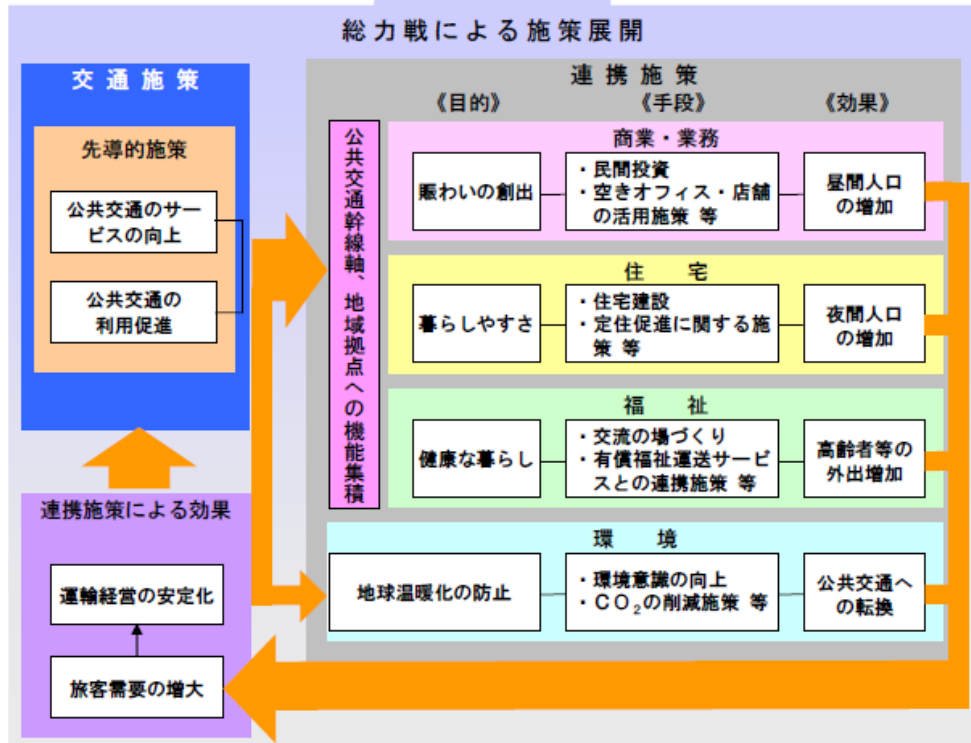 総力戦による施策展開
交通施策
先導的施策
公共交通のサー
ビスの向上
公共交通の
利用促進
連携施策による効果
運輸経営の安定化
旅客需要の増大
連携施策
《目的》 《手段》 《効果》
公共交通幹線軸、地域拠点への機能集積
商業・業務
賑わいの創出
・民間投資
・空きオフィス・店舗
の活用施策 等
昼間人口
の増加
住 宅
暮らしやすさ
・住宅建設
・定住促進に関する施
策 等
夜間人口
の増加
福 祉
健康な暮らし
・交流の場づくり
・有償福祉運送サービ
スとの連携施策 等
高齢者等の
外出増加
環 境
地球温暖化の防止
・環境意識の向上
・CO₂の削減施策 等
公共交通へ
の転換